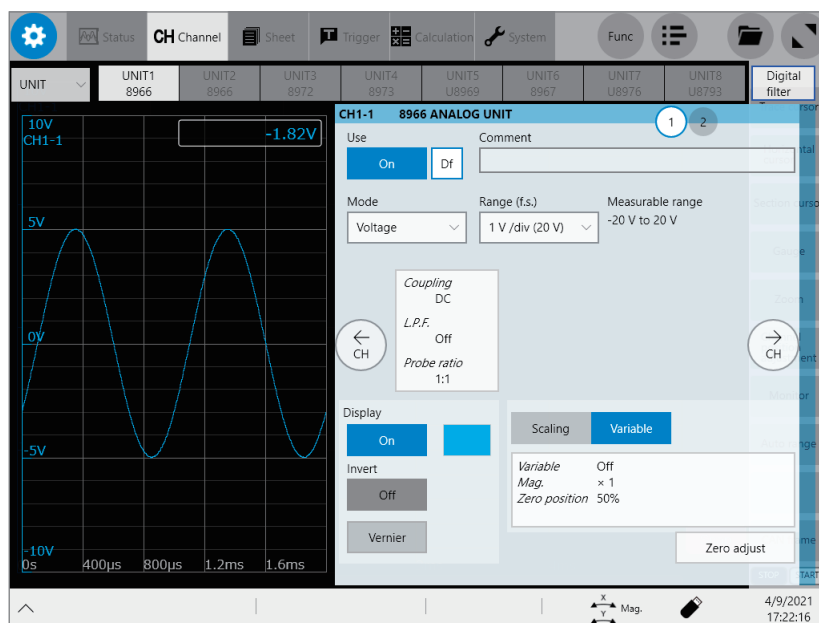 Status CH Channel Sheet Trigger Calculation System Func
UNIT UNIT1 UNIT2 UNIT3 UNIT4 UNIT5 UNIT6 UNIT7 UNIT8 Digital
8966 8966 8972 8973 U8969 8967 U8976 U8793 filter
CH1-1 8966 ANALOG UNIT 1 2
10V
CH1-1
-1.82V
Use Comment
On Df
Mode Range (f.s.) Measurable range
Voltage 1 V /div (20 V) -20 V to 20 V
5V
Coupling
DC
L.P.F.
Off
Probe ratio
1:1
0V
← CH
→ CH
Display
On
Scaling Variable
-5V
Invert
Off
Variable Off
Mag. × 1
Zero position 50%
Vernier
Zero adjust
-10V
0s 400µs 800µs 1.2ms 1.6ms
X
Y
Mag.
4/9/2021
17:22:16